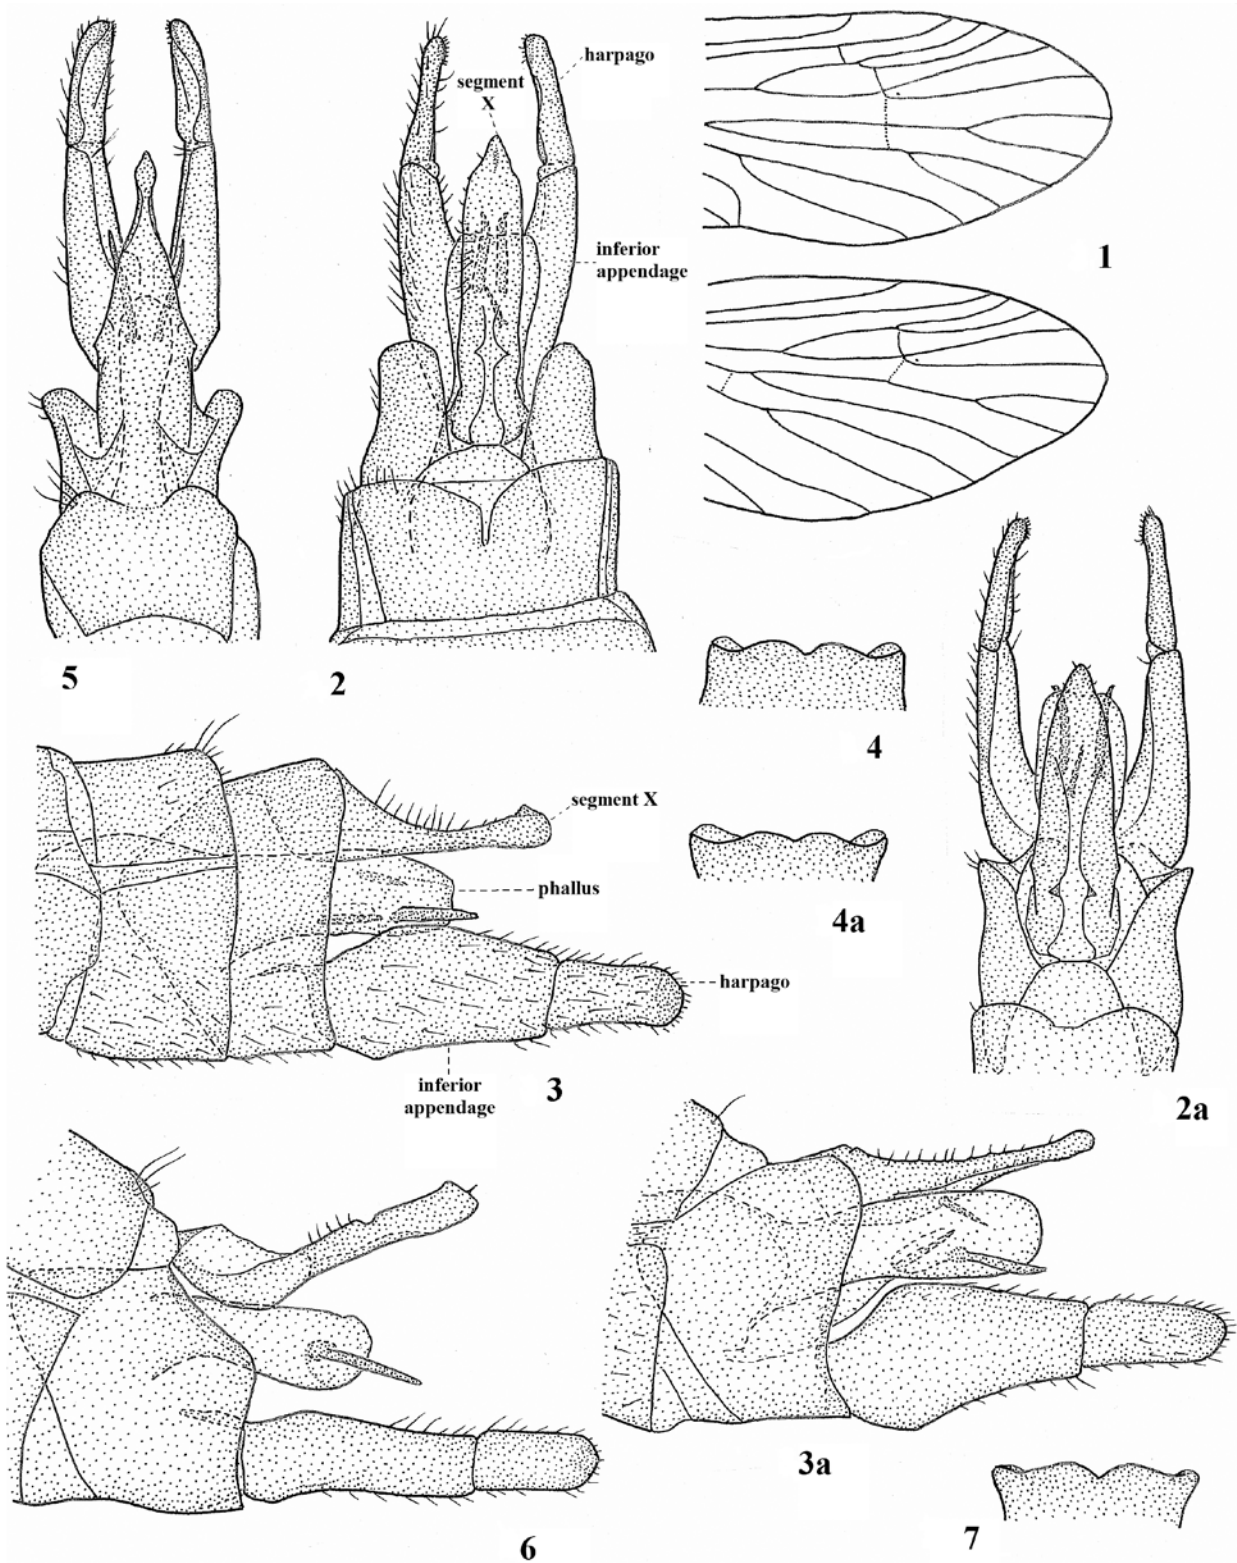 harpago
segment
X
inferior
appendage
1
5
2
4
segment X
phallus
4a
harpago
inferior
appendage
3
2a
3a
6
7